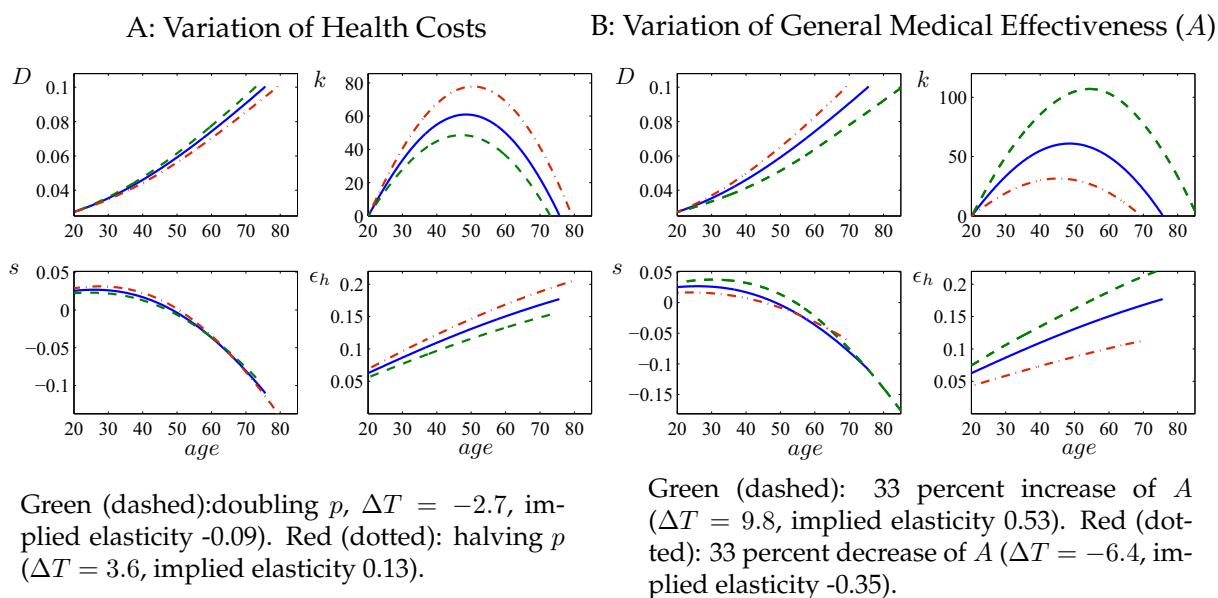 A: Variation of Health Costs
D
0.1
0.08
0.06
0.04
20 30 40 50 60 70 80
k
80
60
40
20
0
20 30 40 50 60 70 80
s
0.05
0
−0.05
−0.1
20 30 40 50 60 70 80
age
ϵh
0.2
0.15
0.1
0.05
20 30 40 50 60 70 80
age
Green (dashed):doubling p, ΔT = −2.7, im-
plied elasticity -0.09). Red (dotted): halving p
(ΔT = 3.6, implied elasticity 0.13).
B: Variation of General Medical Effectiveness (A)
D
0.1
0.08
0.06
0.04
20 30 40 50 60 70 80
k
100
50
0
20 30 40 50 60 70 80
s
0.05
0
−0.05
−0.1
−0.15
20 30 40 50 60 70 80
age
ϵh
0.2
0.15
0.1
0.05
20 30 40 50 60 70 80
age
Green (dashed): 33 percent increase of A
(ΔT = 9.8, implied elasticity 0.53). Red (dot-
ted): 33 percent decrease of A (ΔT = −6.4, im-
plied elasticity -0.35).